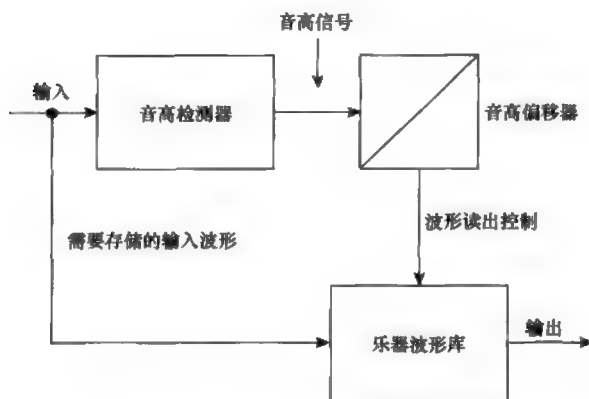 音高信号
输入
音高检测器
音高偏移器
波形读出控制
需要存储的输入波形
乐器波形库
输出